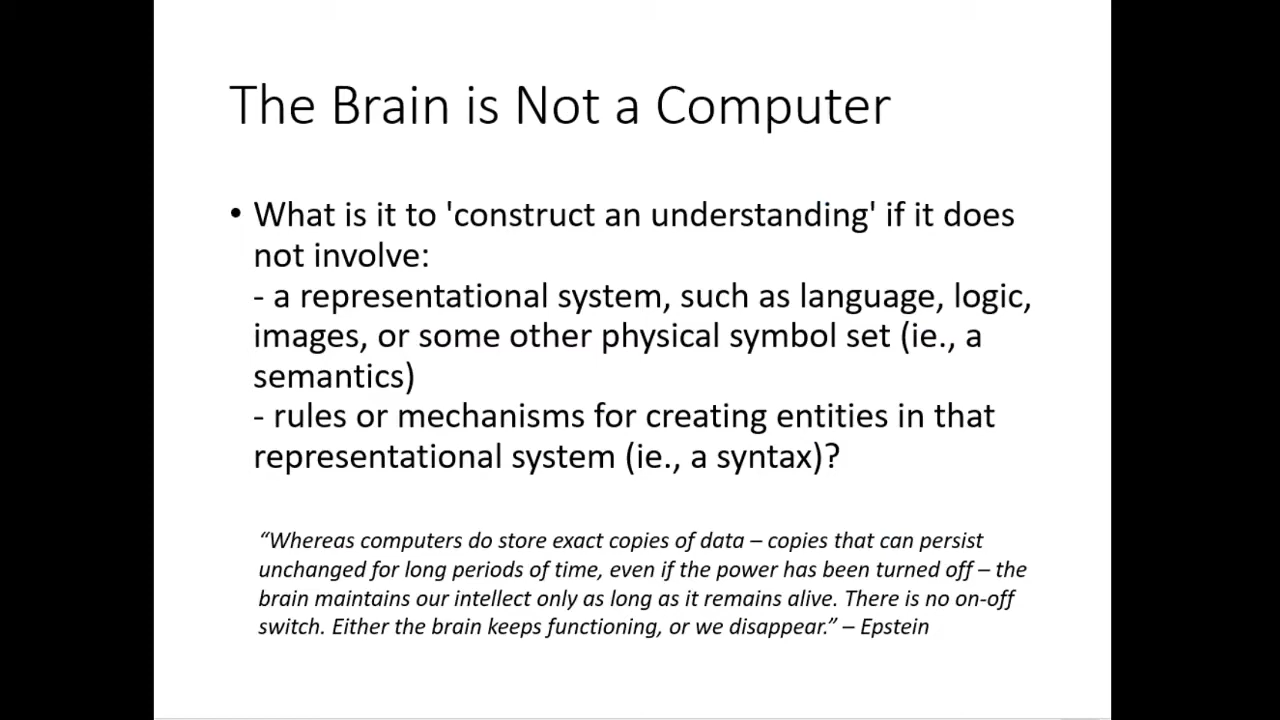 The Brain is Not a Computer
• What is it to 'construct an understanding' if it does
not involve:
- a representational system, such as language, logic,
images, or some other physical symbol set (ie., a
semantics)
- rules or mechanisms for creating entities in that
representational system (ie., a syntax)?
“Whereas computers do store exact copies of data – copies that can persist
unchanged for long periods of time, even if the power has been turned off – the
brain maintains our intellect only as long as it remains alive. There is no on-off
switch. Either the brain keeps functioning, or we disappear.” – Epstein